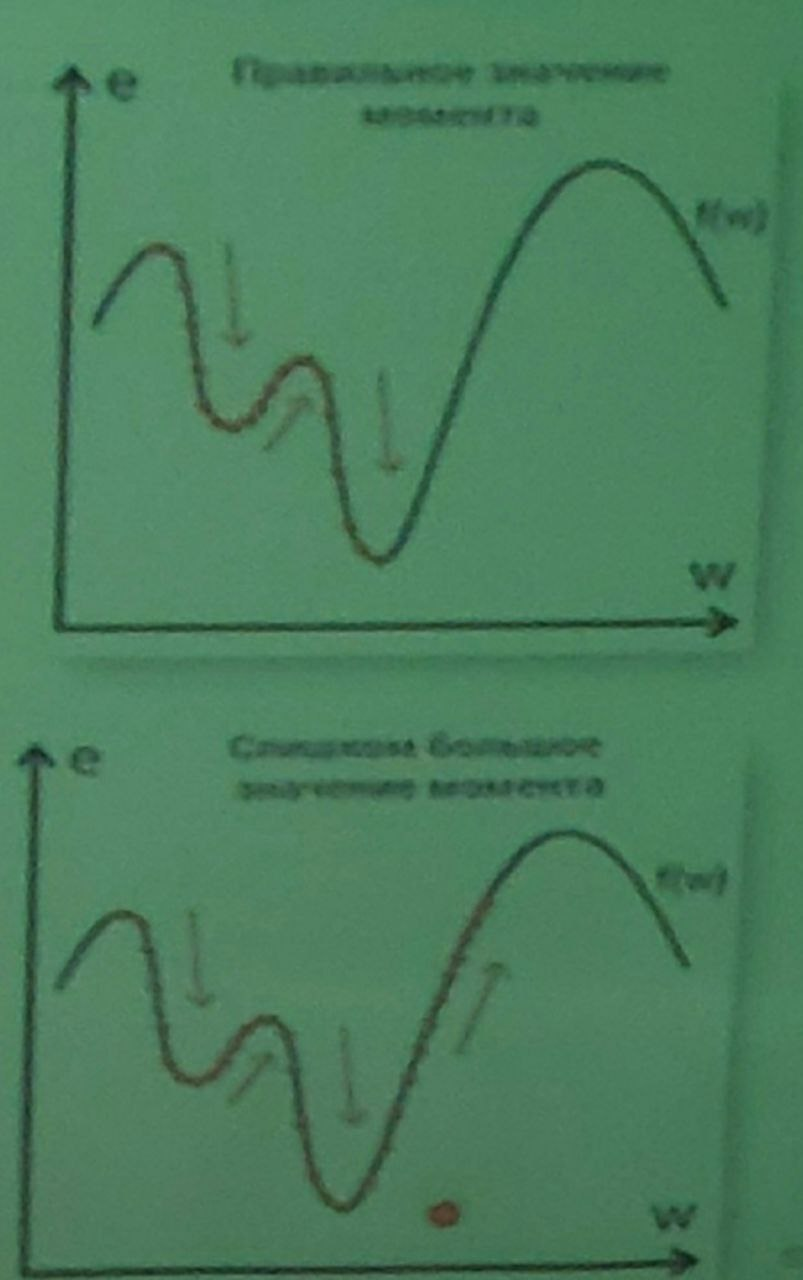 e
Правильное значение
момента
f(w)
w
e
Слишком большое
значение момента
f(w)
w